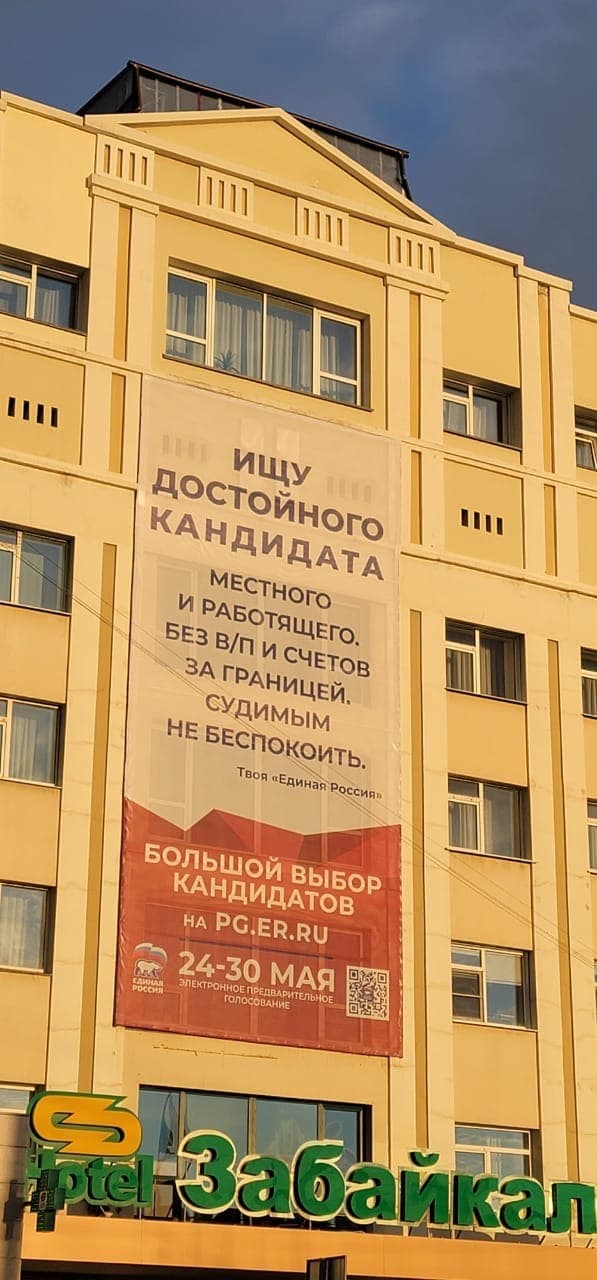 ИЩУ
ДОСТОЙНОГО
КАНДИДАТА
МЕСТНОГО
И РАБОТЯЩЕГО.
БЕЗ В/П И СЧЕТОВ
ЗА ГРАНИЦЕЙ.
СУДИМЫМ
НЕ БЕСПОКОИТЬ.
Твоя «Единая Россия»
БОЛЬШОЙ ВЫБОР
КАНДИДАТОВ
НА PG.ER.RU
ЕДИНАЯ
РОССИЯ
24-30 МАЯ
ЭЛЕКТРОННОЕ ПРЕДВАРИТЕЛЬНОЕ
ГОЛОСОВАНИЕ
Hotel Забайкал